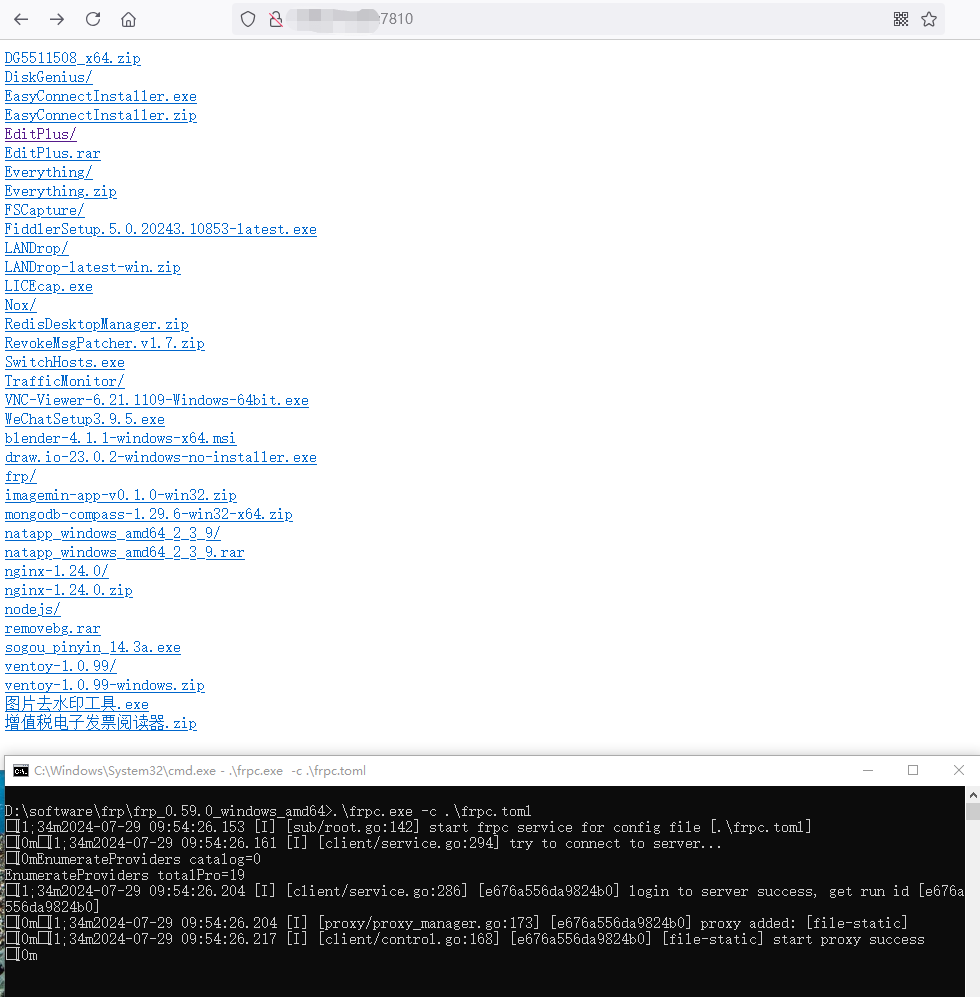 7810
DG5511508_x64.zip
DiskGenius/
EasyConnectInstaller.exe
EasyConnectInstaller.zip
EditPlus/
EditPlus.rar
Everything/
Everything.zip
FSCapture/
FiddlerSetup.5.0.20243.10853-latest.exe
LANDrop/
LANDrop-latest-win.zip
LICEcap.exe
Nox/
RedisDesktopManager.zip
RevokeMsgPatcher.v1.7.zip
SwitchHosts.exe
TrafficMonitor/
VNC-Viewer-6.21.1109-Windows-64bit.exe
WeChatSetup3.9.5.exe
blender-4.1.1-windows-x64.msi
draw.io-23.0.2-windows-no-installer.exe
frp/
imagemin-app-v0.1.0-win32.zip
mongodb-compass-1.29.6-win32-x64.zip
natapp_windows_amd64_2_3_9/
natapp_windows_amd64_2_3_9.rar
nginx-1.24.0/
nginx-1.24.0.zip
nodejs/
removebg.rar
sogou_pinyin_14.3a.exe
ventoy-1.0.99/
ventoy-1.0.99-windows.zip
图片去水印工具.exe
增值税电子发票阅读器.zip
C:\Windows\System32\cmd.exe - .\frpc.exe  -c .\frpc.toml
D:\software\frp\frp_0.59.0_windows_amd64>.\frpc.exe -c .\frpc.toml
[1;34m2024-07-29 09:54:26.153 [I] [sub/root.go:142] start frpc service for config file [.\frpc.toml]
[0m[1;34m2024-07-29 09:54:26.161 [I] [client/service.go:294] try to connect to server...
[0mEnumerateProviders catalog=0
EnumerateProviders totalPro=19
[1;34m2024-07-29 09:54:26.204 [I] [client/service.go:286] [e676a556da9824b0] login to server success, get run id [e676a
556da9824b0]
[0m[1;34m2024-07-29 09:54:26.204 [I] [proxy/proxy_manager.go:173] [e676a556da9824b0] proxy added: [file-static]
[0m[1;34m2024-07-29 09:54:26.217 [I] [client/control.go:168] [e676a556da9824b0] [file-static] start proxy success
[0m